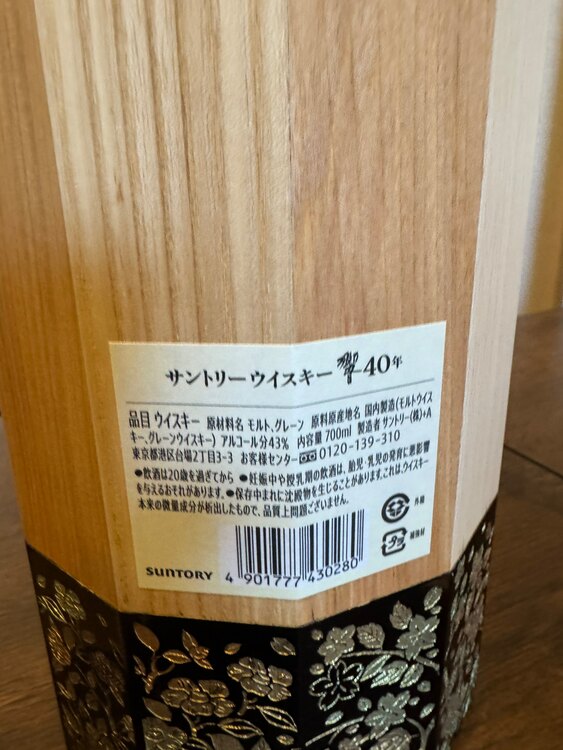 サントリーウイスキー 響 40年
品目 ウイスキー 原材料名 モルト、グレーン 原料原産地名 国内製造(モルトウイス
キー、グレーンウイスキー) アルコール分43% 内容量 700ml 製造者 サントリー(株)+A
東京都港区台場2丁目3-3 お客様センター 0120-139-310
●飲酒は20歳を過ぎてから ●妊娠中や授乳期の飲酒は、胎児・乳児の発育に悪影響
を与えるおそれがあります。●保存中まれに沈殿物を生じることがあります。これは、ウイスキー
本来の微量成分が析出したもので、品質上問題ございません。
プラ 外箱
プラ 補強材
SUNTORY 4 901777 430280